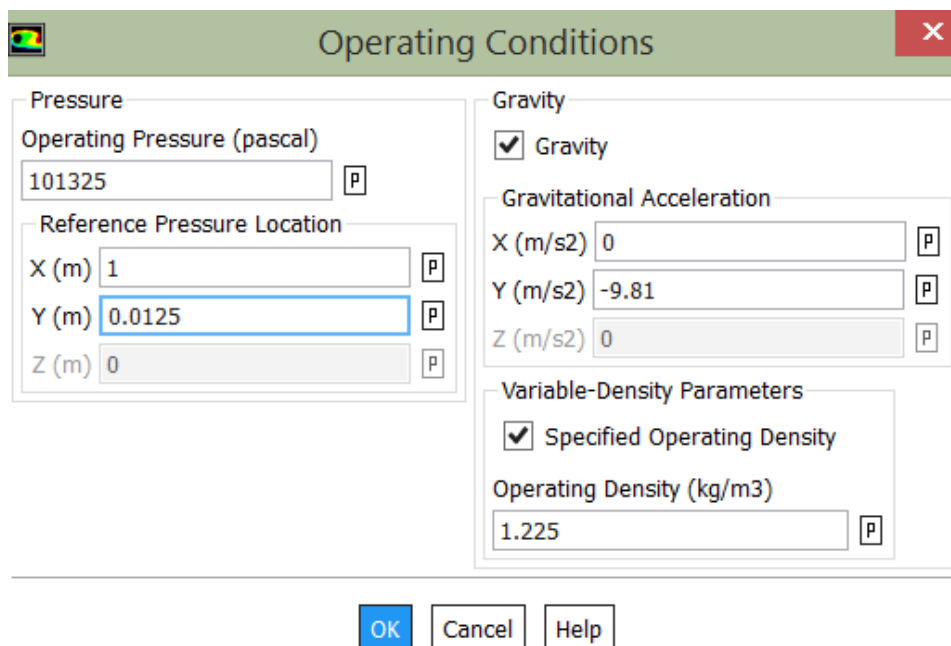 Operating Conditions
Pressure
Operating Pressure (pascal)
101325 P
Reference Pressure Location
X (m) 1 P
Y (m) 0.0125 P
Z (m) 0 P
Gravity
Gravity
Gravitational Acceleration
X (m/s2) 0 P
Y (m/s2) -9.81 P
Z (m/s2) 0 P
Variable-Density Parameters
Specified Operating Density
Operating Density (kg/m3)
1.225 P
OK Cancel Help